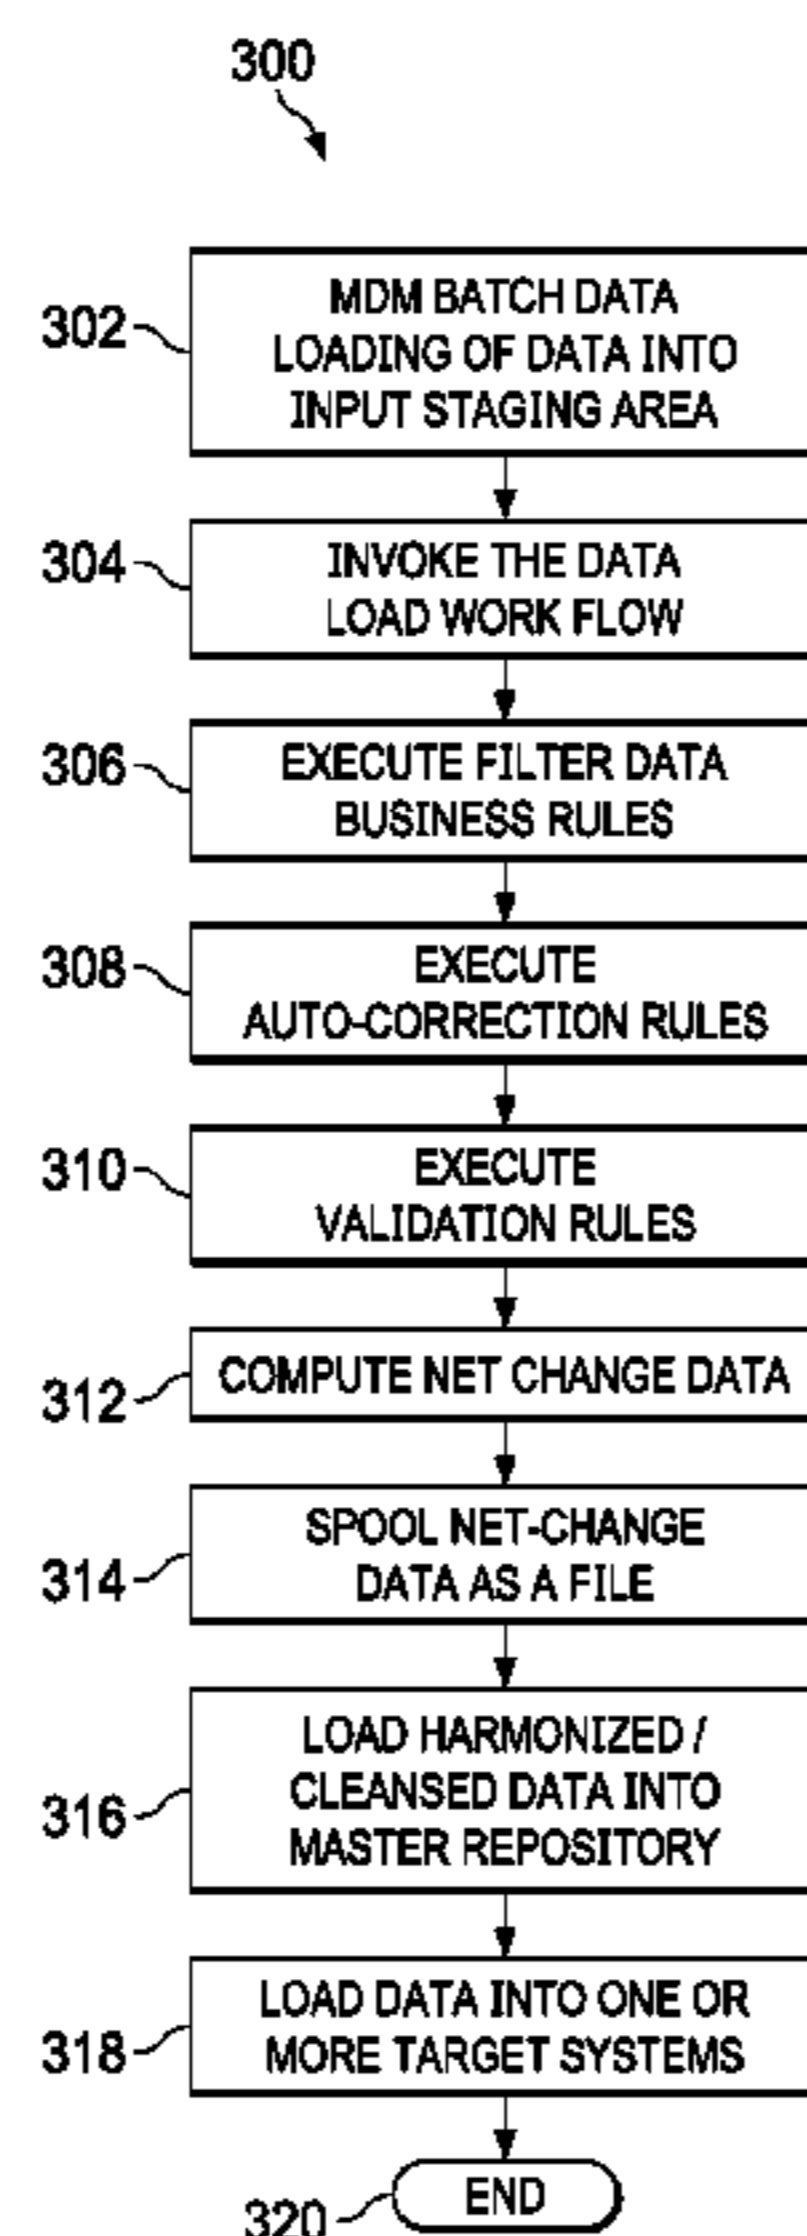 300
302
MDM BATCH DATA
LOADING OF DATA INTO
INPUT STAGING AREA
304
INVOKE THE DATA
LOAD WORK FLOW
306
EXECUTE FILTER DATA
BUSINESS RULES
308
EXECUTE
AUTO-CORRECTION RULES
310
EXECUTE
VALIDATION RULES
312
COMPUTE NET CHANGE DATA
314
SPOOL NET-CHANGE
DATA AS A FILE
316
LOAD HARMONIZED /
CLEANSED DATA INTO
MASTER REPOSITORY
318
LOAD DATA INTO ONE OR
MORE TARGET SYSTEMS
320
END